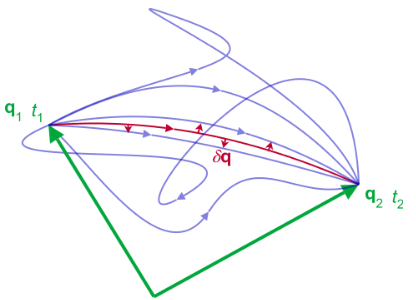 q₁ t₁
δq
q₂ t₂